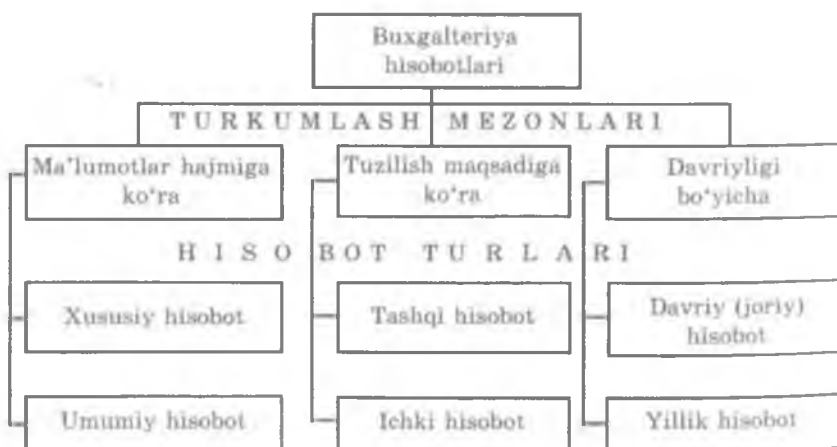 Buxgalteriya
hisobotlari
TURKUMLASH MEZONLARI
Ma'lumotlar hajmiga
ko'ra
Tuzilish maqsadiga
ko'ra
Davriyligi
bo'yicha
HISOBOT TURLARI
Xususiy hisobot
Tashqi hisobot
Davriy (joriy)
hisobot
Umumiy hisobot
Ichki hisobot
Yillik hisobot